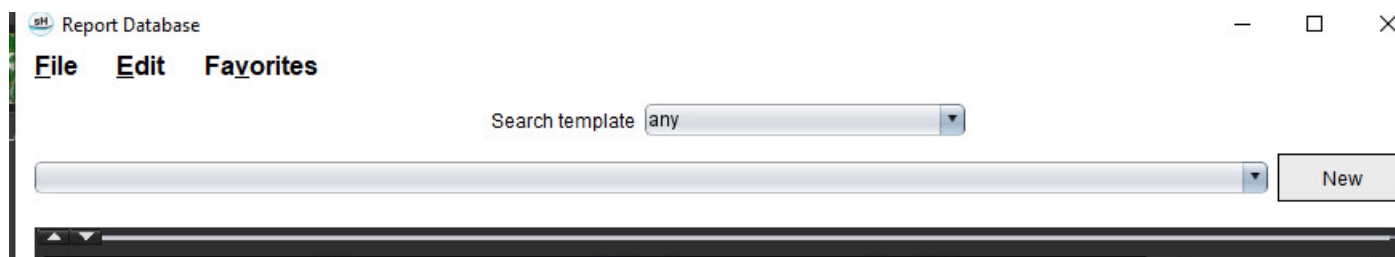 sH Report Database
File Edit Favorites
Search template any
New